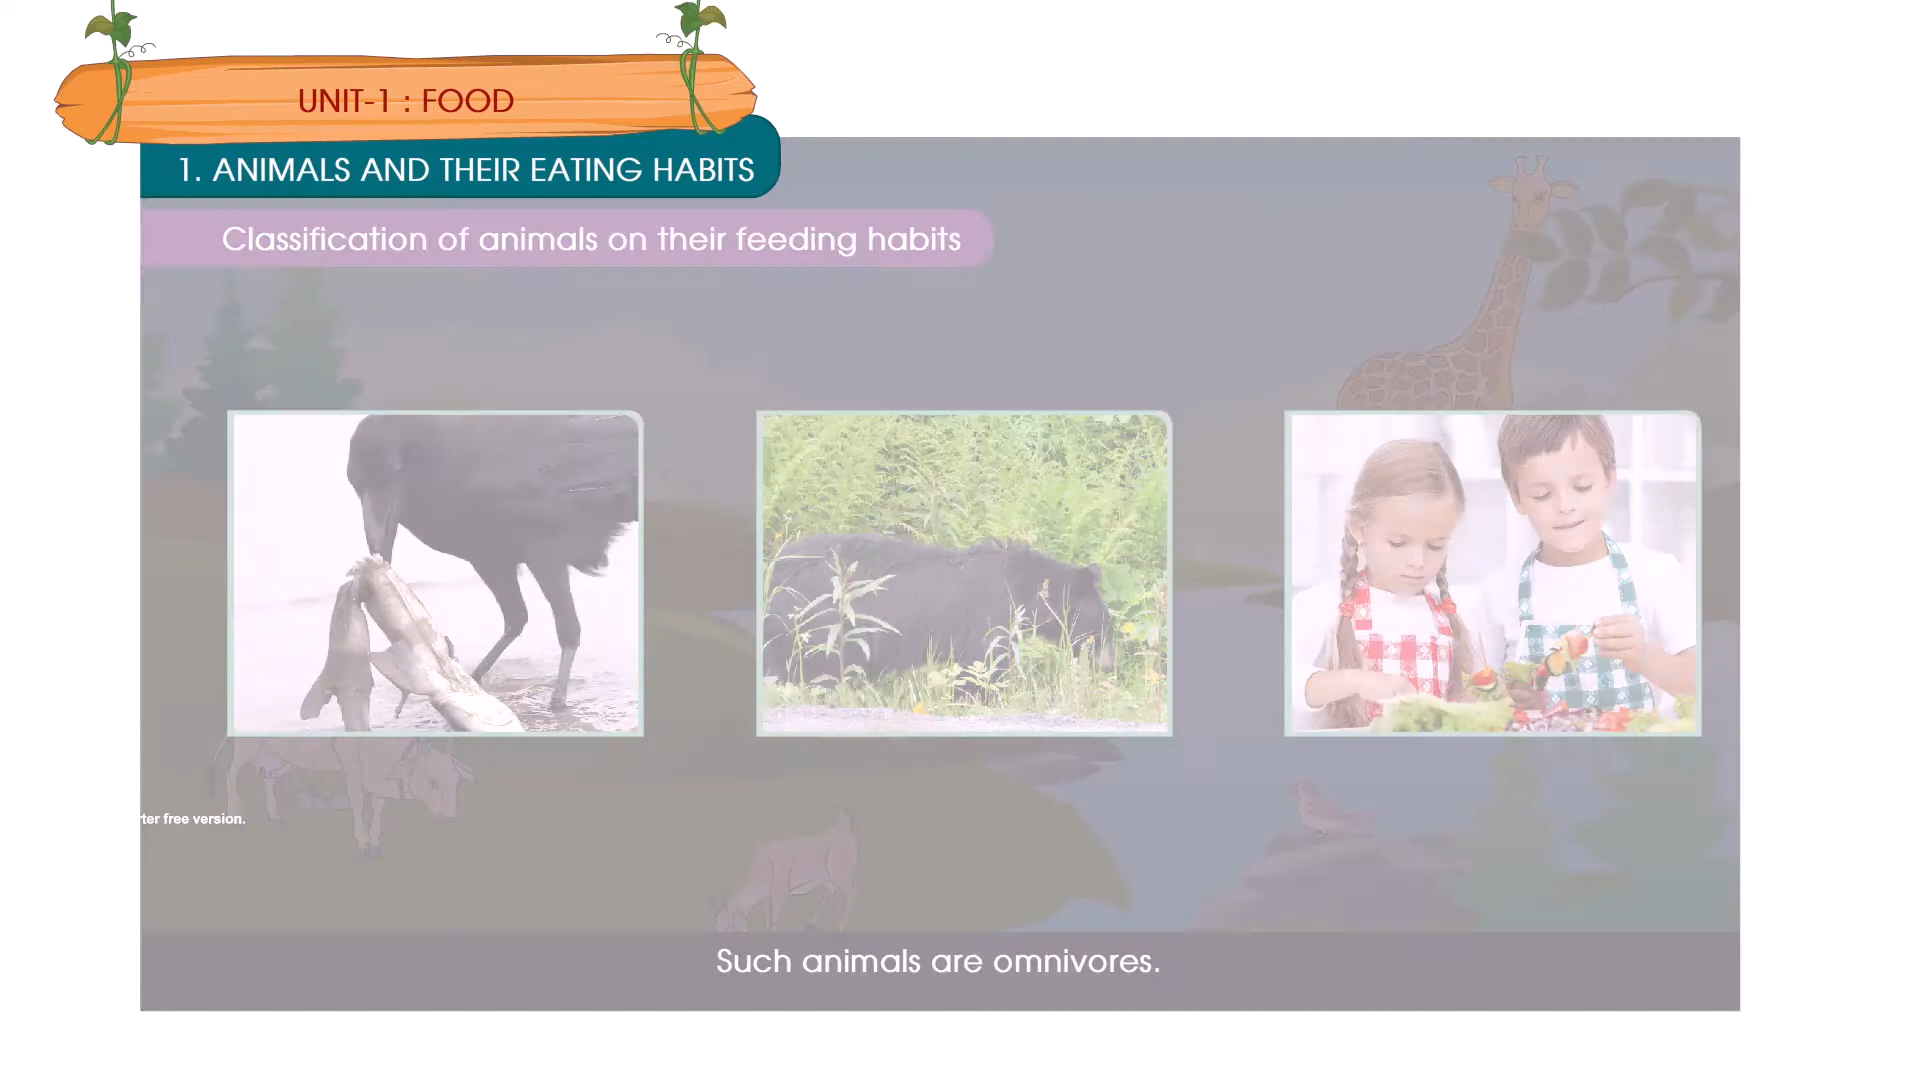 UNIT-1 : FOOD
1. ANIMALS AND THEIR EATING HABITS
Classification of animals on their feeding habits
free version.
Such animals are omnivores.